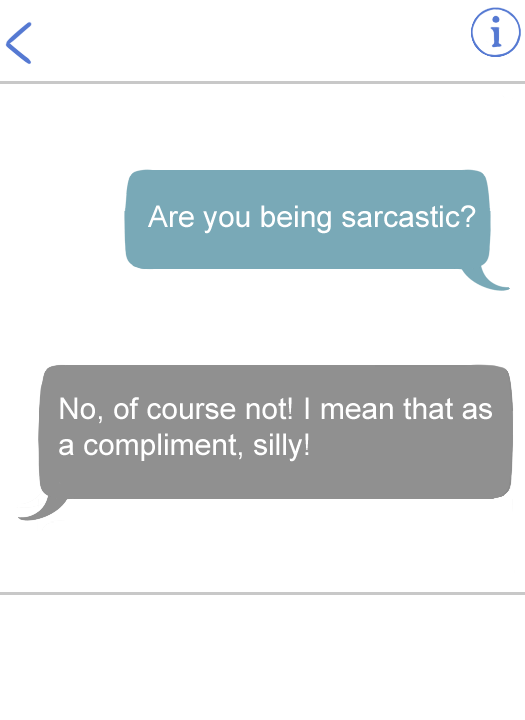 i
Are you being sarcastic?
No, of course not! I mean that as
a compliment, silly!